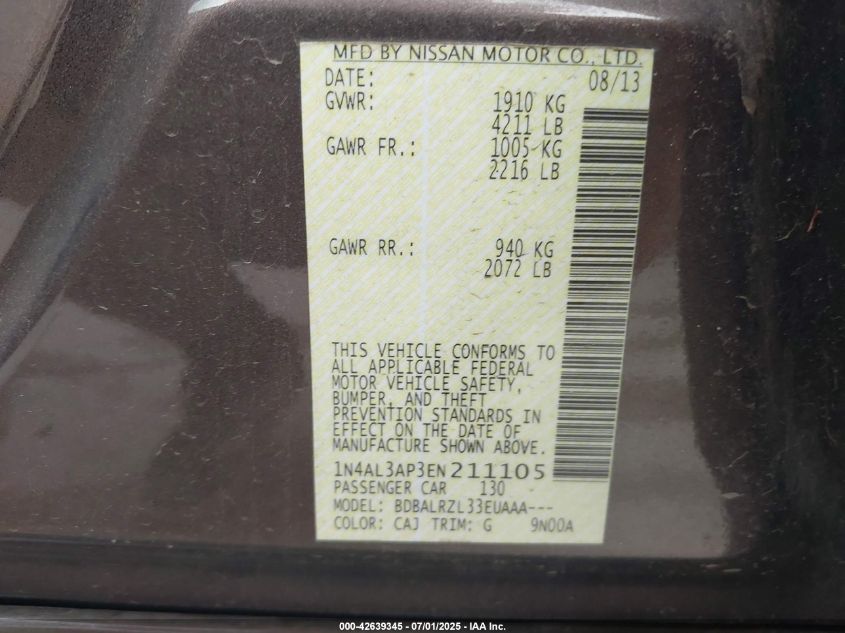 MFD BY NISSAN MOTOR CO., LTD.
DATE: 08/13
GVWR: 1910 KG
4211 LB
GAWR FR.: 1005 KG
2216 LB
GAWR RR.: 940 KG
2072 LB
THIS VEHICLE CONFORMS TO
ALL APPLICABLE FEDERAL
MOTOR VEHICLE SAFETY,
BUMPER, AND THEFT
PREVENTION STANDARDS IN
EFFECT ON THE DATE OF
MANUFACTURE SHOWN ABOVE.
1N4AL3AP3EN211105
PASSENGER CAR 130
MODEL: BDBALRZL33EUAAA---
COLOR: CAJ TRIM: G 9N00A
000-42639345 - 07/01/2025 - IAA Inc.